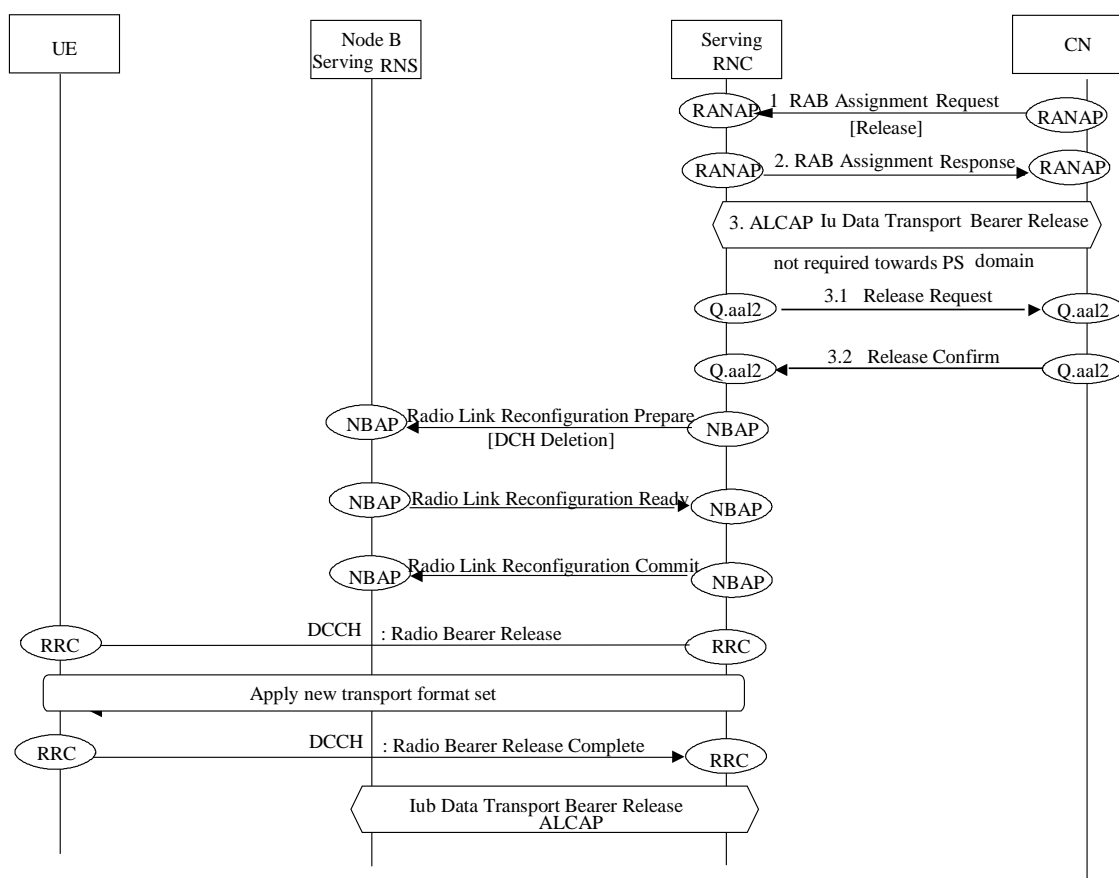 UE
Node B
Serving RNS
Serving
RNC
CN
1 RAB Assignment Request
RANAP
RANAP
[Release]
2. RAB Assignment Response
RANAP
RANAP
3. ALCAP Iu Data Transport Bearer Release
not required towards PS domain
3.1 Release Request
Q.aal2
Q.aal2
3.2 Release Confirm
Q.aal2
Q.aal2
Radio Link Reconfiguration Prepare
NBAP
NBAP
[DCH Deletion]
NBAP
Radio Link Reconfiguration Ready
NBAP
Radio Link Reconfiguration Commit
NBAP
NBAP
DCCH : Radio Bearer Release
RRC
RRC
Apply new transport format set
DCCH : Radio Bearer Release Complete
RRC
RRC
Iub Data Transport Bearer Release
ALCAP